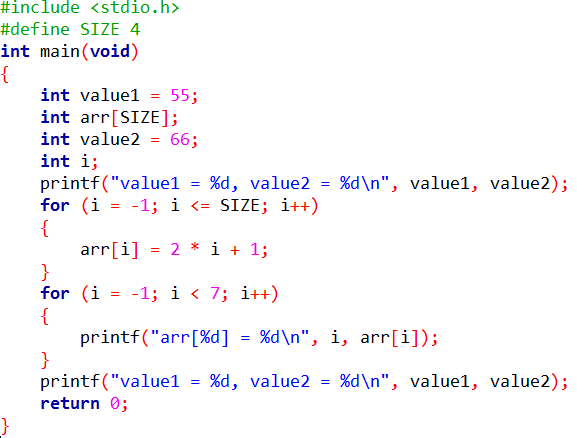 #include <stdio.h>
#define SIZE 4
int main(void)
{
    int value1 = 55;
    int arr[SIZE];
    int value2 = 66;
    int i;
    printf("value1 = %d, value2 = %d\n", value1, value2);
    for (i = -1; i <= SIZE; i++)
    {
        arr[i] = 2 * i + 1;
    }
    for (i = -1; i < 7; i++)
    {
        printf("arr[%d] = %d\n", i, arr[i]);
    }
    printf("value1 = %d, value2 = %d\n", value1, value2);
    return 0;
}